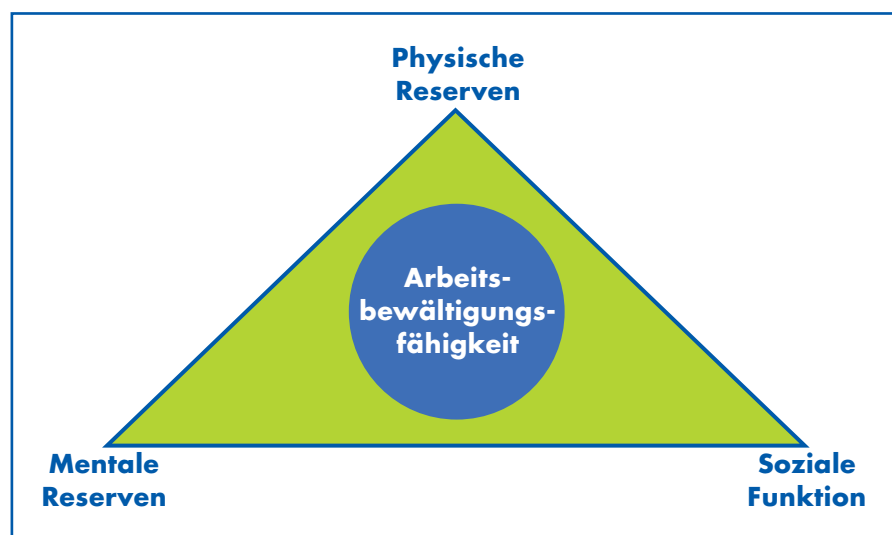 Physische
Reserven
Arbeits-
bewältigungs-
fähigkeit
Mentale
Reserven
Soziale
Funktion